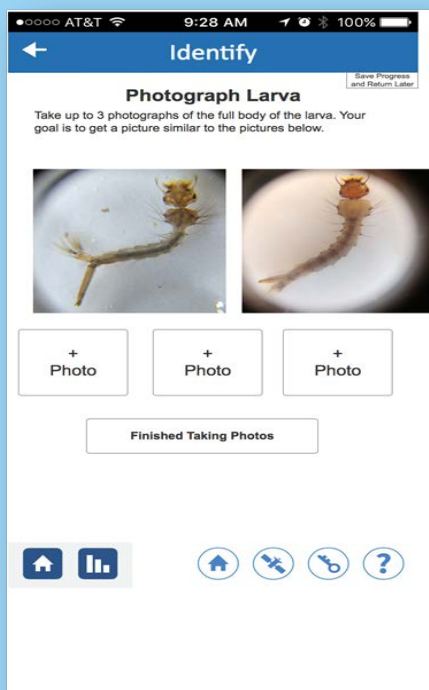 ●○○○○ AT&T 9:28 AM 100%
Identify
Save Progress
and Return Later
Photograph Larva
Take up to 3 photographs of the full body of the larva. Your
goal is to get a picture similar to the pictures below.
+ + +
Photo Photo Photo
Finished Taking Photos
?